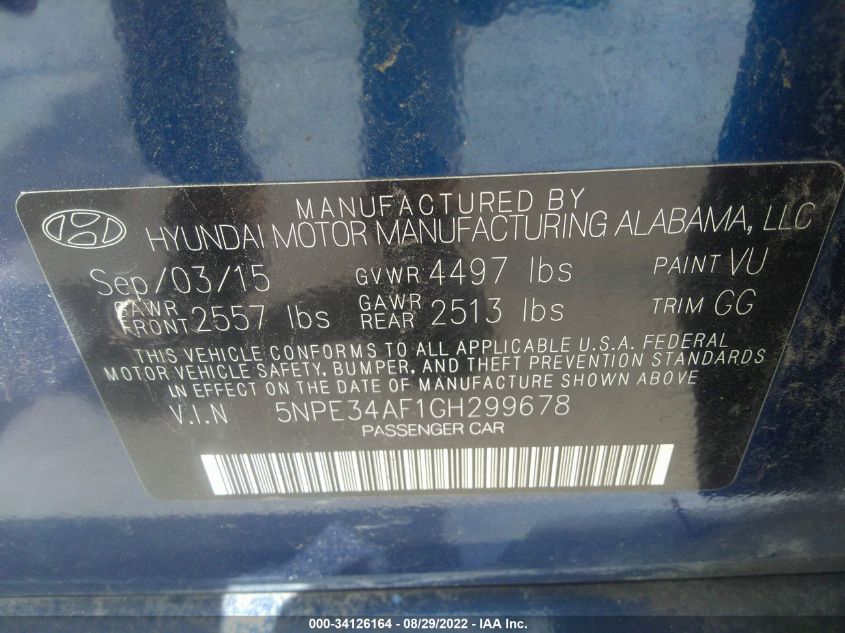 MANUFACTURED BY
HYUNDAI MOTOR MANUFACTURING ALABAMA, LLC
Sep/03/15 GVWR 4497 lbs PAINT VU
GAWR FRONT 2557 lbs GAWR REAR 2513 lbs TRIM GG
THIS VEHICLE CONFORMS TO ALL APPLICABLE U.S.A. FEDERAL
MOTOR VEHICLE SAFETY, BUMPER, AND THEFT PREVENTION STANDARDS
IN EFFECT ON THE DATE OF MANUFACTURE SHOWN ABOVE.
V.I.N 5NPE34AF1GH299678
PASSENGER CAR
000-34126164 - 08/29/2022 - IAA Inc.